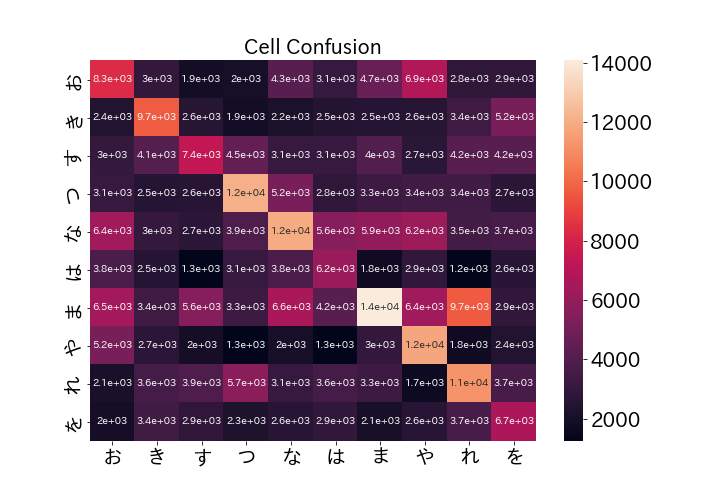 Cell Confusion
お 8.3e+03 3e+03 1.9e+03 2e+03 4.3e+03 3.1e+03 4.7e+03 6.9e+03 2.8e+03 2.9e+03
き 2.4e+03 9.7e+03 2.6e+03 1.9e+03 2.2e+03 2.5e+03 2.5e+03 2.6e+03 3.4e+03 5.2e+03
す 3e+03 4.1e+03 7.4e+03 4.5e+03 3.1e+03 3.1e+03 4e+03 2.7e+03 4.2e+03 4.2e+03
つ 3.1e+03 2.5e+03 2.6e+03 1.2e+04 5.2e+03 2.8e+03 3.3e+03 3.4e+03 3.4e+03 2.7e+03
な 6.4e+03 3e+03 2.7e+03 3.9e+03 1.2e+04 5.6e+03 5.9e+03 6.2e+03 3.5e+03 3.7e+03
は 3.8e+03 2.5e+03 1.3e+03 3.1e+03 3.8e+03 6.2e+03 1.8e+03 2.9e+03 1.2e+03 2.6e+03
ま 6.5e+03 3.4e+03 5.6e+03 3.3e+03 6.6e+03 4.2e+03 1.4e+04 6.4e+03 9.7e+03 2.9e+03
や 5.2e+03 2.7e+03 2e+03 1.3e+03 2e+03 1.3e+03 3e+03 1.2e+04 1.8e+03 2.4e+03
れ 2.1e+03 3.6e+03 3.9e+03 5.7e+03 3.1e+03 3.6e+03 3.3e+03 1.7e+03 1.1e+04 3.7e+03
を 2e+03 3.4e+03 2.9e+03 2.3e+03 2.6e+03 2.9e+03 2.1e+03 2.6e+03 3.7e+03 6.7e+03
お き す つ な は ま や れ を
14000
12000
10000
8000
6000
4000
2000